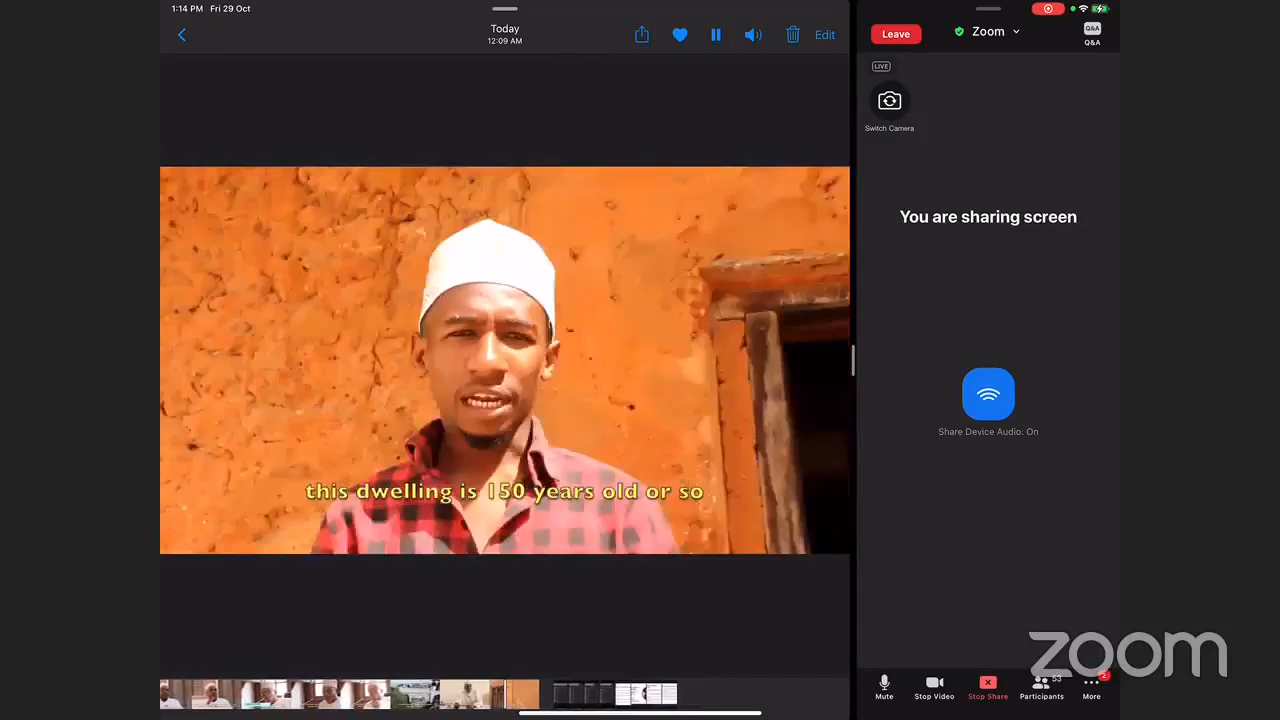 1:14 PM Fri 29 Oct
Today
12:09 AM
Edit
Leave
Zoom
Q&A
Q&A
LIVE
Switch Camera
You are sharing screen
Share Device Audio: On
this dwelling is 150 years old or so
zoom
Mute
Stop Video
Stop Share
53
Participants
2
More